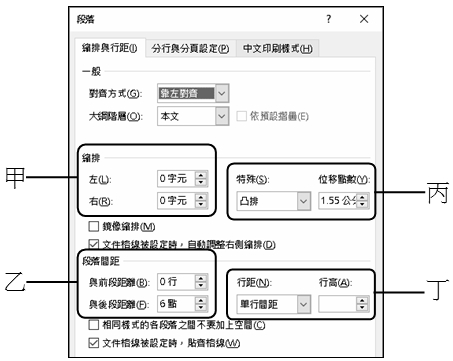 段落 ? ×
縮排與行距(I) 分行與分頁設定(P) 中文印刷樣式(H)
一般
對齊方式(G): 靠左對齊
大綱階層(O): 本文 依預設摺疊(E)
縮排
甲 左(L): 0 字元 特殊(S): 位移點數(Y): 丙
右(R): 0 字元 凸排 1.55 公分
鏡像縮排(M)
文件格線被設定時，自動調整右側縮排(D)
段落間距
乙 與前段距離(B): 0 行 行距(N): 行高(A): 丁
與後段距離(F): 6 點 單行間距
相同樣式的各段落之間不要加上空間(C)
文件格線被設定時，貼齊格線(W)